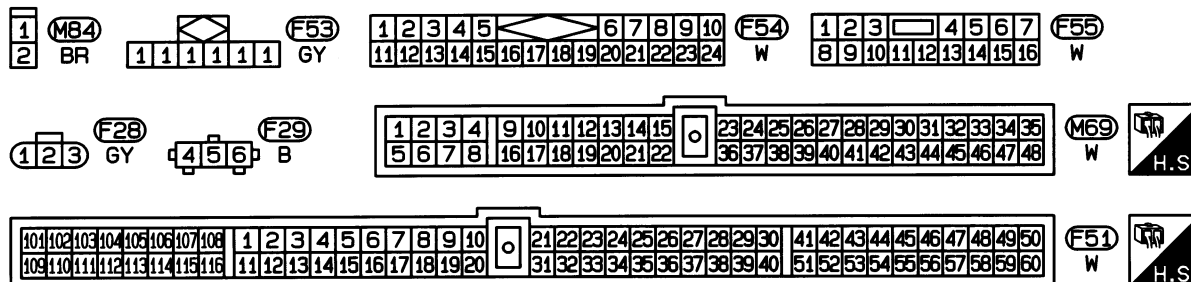 1 M84 F53 1 2 3 4 5 6 7 8 9 10 F54 1 2 3 4 5 6 7 F55
2 BR 1 1 1 1 1 1 GY 11 12 13 14 15 16 17 18 19 20 21 22 23 24 W 8 9 10 11 12 13 14 15 16 W
F28 F29 1 2 3 4 9 10 11 12 13 14 15 23 24 25 26 27 28 29 30 31 32 33 34 35 M69
1 2 3 GY 4 5 6 B 5 6 7 8 16 17 18 19 20 21 22 36 37 38 39 40 41 42 43 44 45 46 47 48 W H.S
101 102 103 104 105 106 107 108 1 2 3 4 5 6 7 8 9 10 21 22 23 24 25 26 27 28 29 30 41 42 43 44 45 46 47 48 49 50 F51
109 110 111 112 113 114 115 116 11 12 13 14 15 16 17 18 19 20 31 32 33 34 35 36 37 38 39 40 51 52 53 54 55 56 57 58 59 60 W H.S